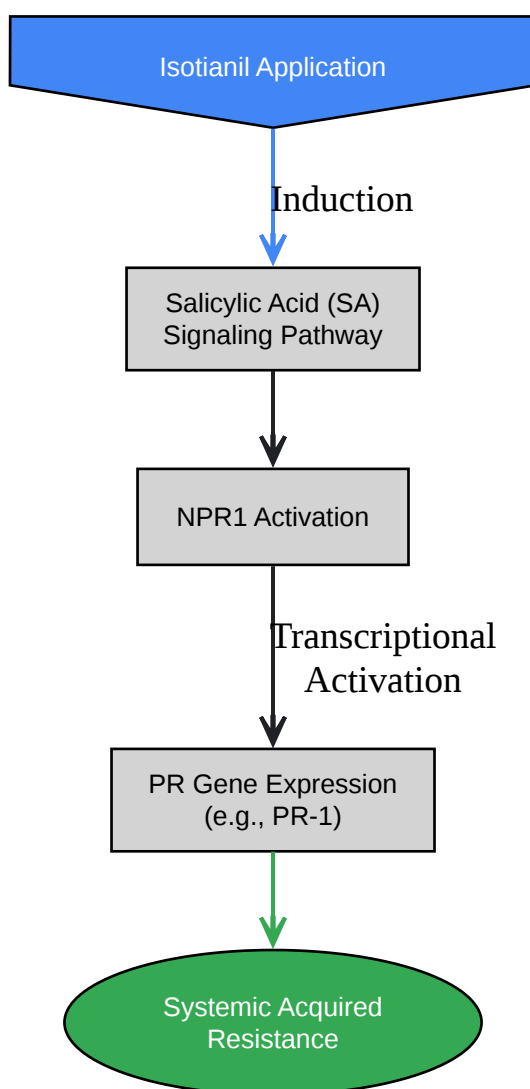 Isotianil Application
Induction
Salicylic Acid (SA)
Signaling Pathway
NPR1 Activation
Transcriptional
Activation
PR Gene Expression
(e.g., PR-1)
Systemic Acquired
Resistance